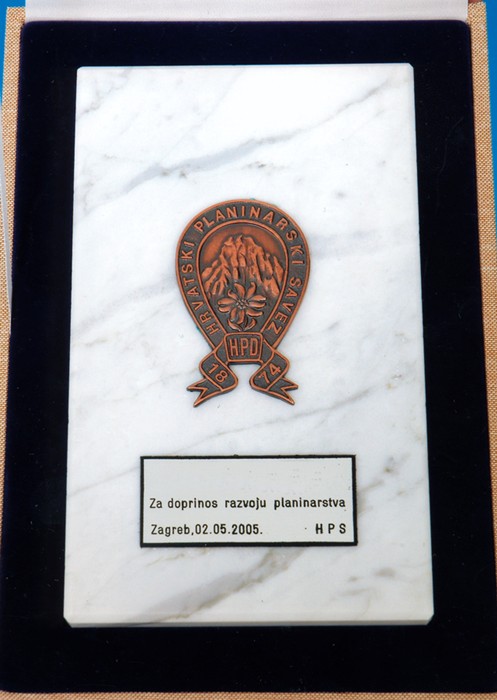 HRVATSKI PLANINARSKI SAVEZ
HPD
18 74
Za doprinos razvoju planinarstva
Zagreb,02.05.2005. HPS